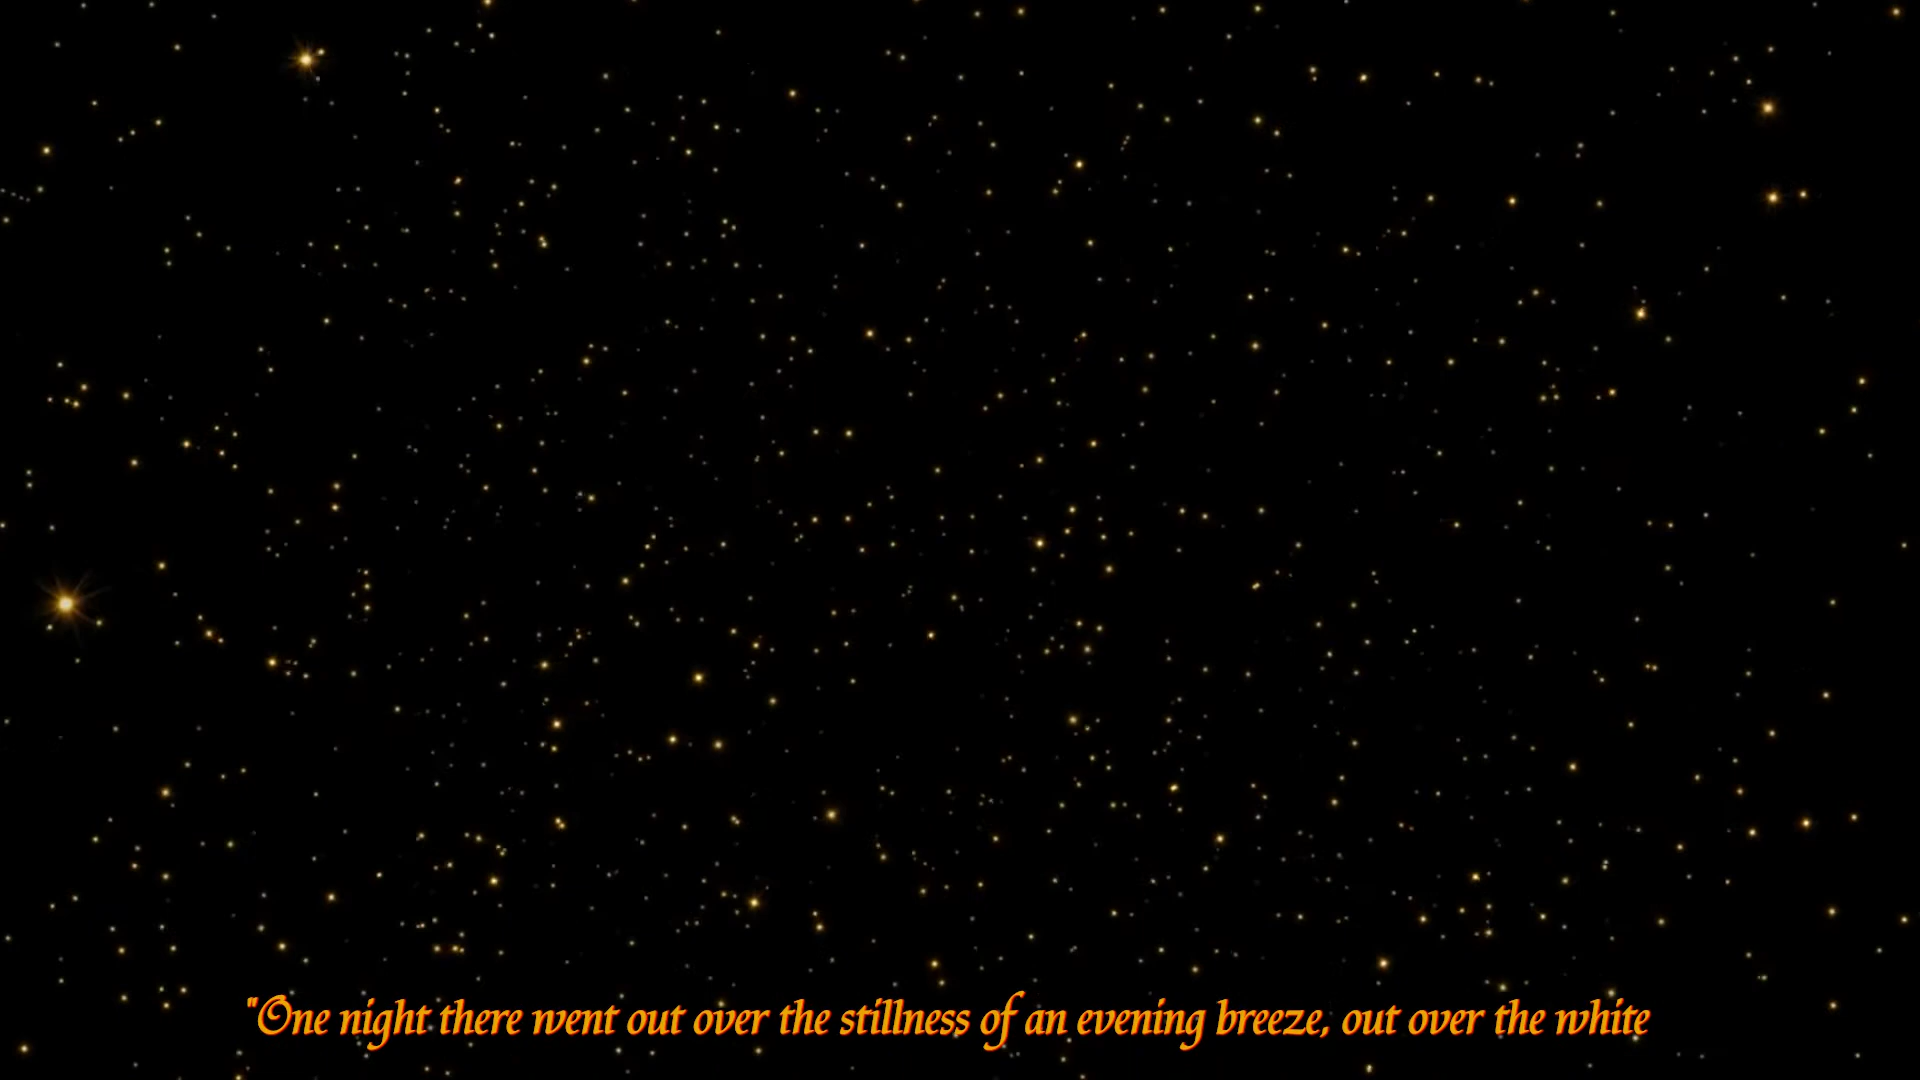 "One night there went out over the stillness of an evening breeze, out over the white